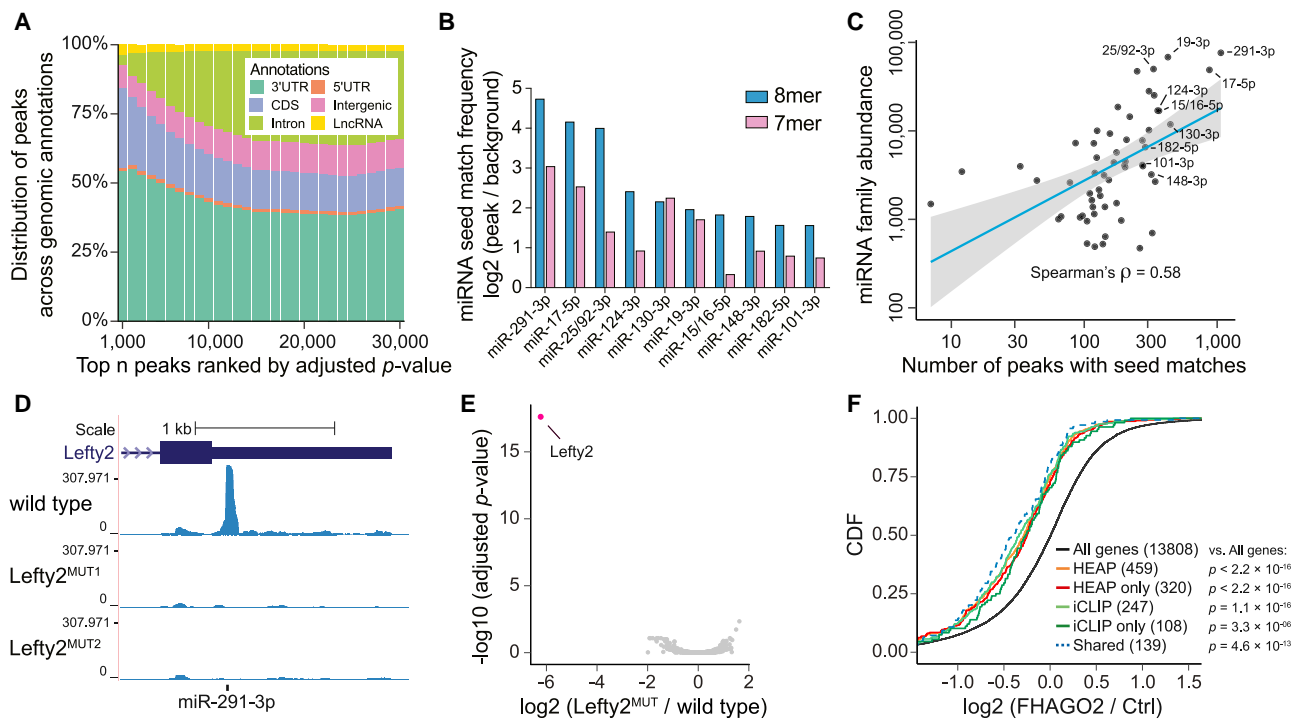 A
Distribution of peaks
across genomic annotations
100%
75%
50%
25%
0%
Annotations
3'UTR
5'UTR
CDS
Intergenic
Intron
LncRNA
1,000
10,000
20,000
30,000
Top n peaks ranked by adjusted p-value
B
miRNA seed match frequency
log2 (peak / background)
5
4
3
2
1
0
8mer
7mer
miR-291-3p
miR-17-5p
miR-25/92-3p
miR-124-3p
miR-130-3p
miR-19-3p
miR-15/16-5p
miR-148-3p
miR-182-5p
miR-101-3p
C
miRNA family abundance
100,000
10,000
1,000
100
25/92-3p
19-3p
291-3p
17-5p
124-3p
15/16-5p
130-3p
182-5p
101-3p
148-3p
Spearman's ρ = 0.58
10
30
100
300
1,000
Number of peaks with seed matches
D
Scale
1 kb
Lefty2
307,971
wild type
0
307,971
Lefty2MUT1
0
307,971
Lefty2MUT2
0
miR-291-3p
E
-log10 (adjusted p-value)
15
10
5
0
Lefty2
-6
-4
-2
0
2
log2 (Lefty2MUT / wild type)
F
CDF
1.00
0.75
0.50
0.25
0.00
All genes (13808) vs. All genes:
HEAP (459) p < 2.2 × 10-16
HEAP only (320) p < 2.2 × 10-16
iCLIP (247) p = 1.1 × 10-16
iCLIP only (108) p = 3.3 × 10-06
Shared (139) p = 4.6 × 10-13
-1.0
-0.5
0.0
0.5
1.0
1.5
log2 (FHAGO2 / Ctrl)